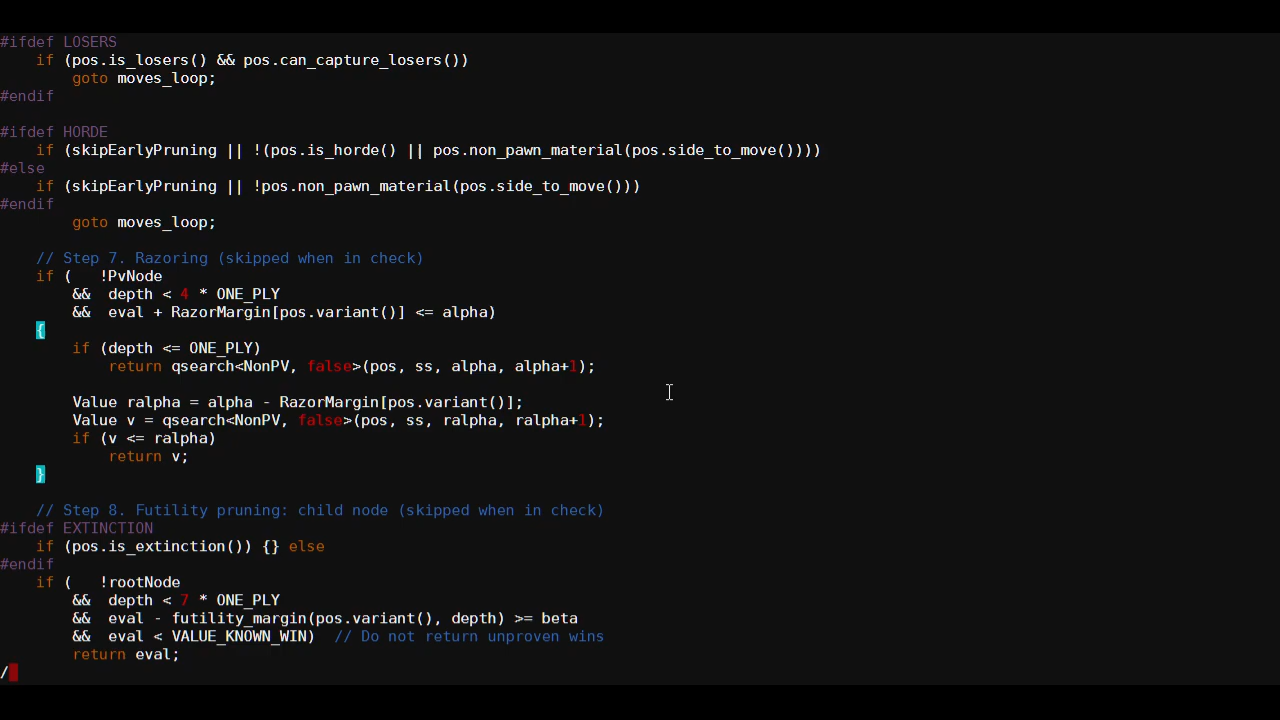 #ifdef LOSERS
    if (pos.is_losers() && pos.can_capture_losers())
        goto moves_loop;
#endif

#ifdef HORDE
    if (skipEarlyPruning || !(pos.is_horde() || pos.non_pawn_material(pos.side_to_move())))
#else
    if (skipEarlyPruning || !pos.non_pawn_material(pos.side_to_move()))
#endif
        goto moves_loop;

    // Step 7. Razoring (skipped when in check)
    if (   !PvNode
        &&  depth < 4 * ONE_PLY
        &&  eval + RazorMargin[pos.variant()] <= alpha)
    {
        if (depth <= ONE_PLY)
            return qsearch<NonPV, false>(pos, ss, alpha, alpha+1);

        Value ralpha = alpha - RazorMargin[pos.variant()];
        Value v = qsearch<NonPV, false>(pos, ss, ralpha, ralpha+1);
        if (v <= ralpha)
            return v;
    }

    // Step 8. Futility pruning: child node (skipped when in check)
#ifdef EXTINCTION
    if (pos.is_extinction()) {} else
#endif
    if (   !rootNode
        &&  depth < 7 * ONE_PLY
        &&  eval - futility_margin(pos.variant(), depth) >= beta
        &&  eval < VALUE_KNOWN_WIN)  // Do not return unproven wins
        return eval;
/